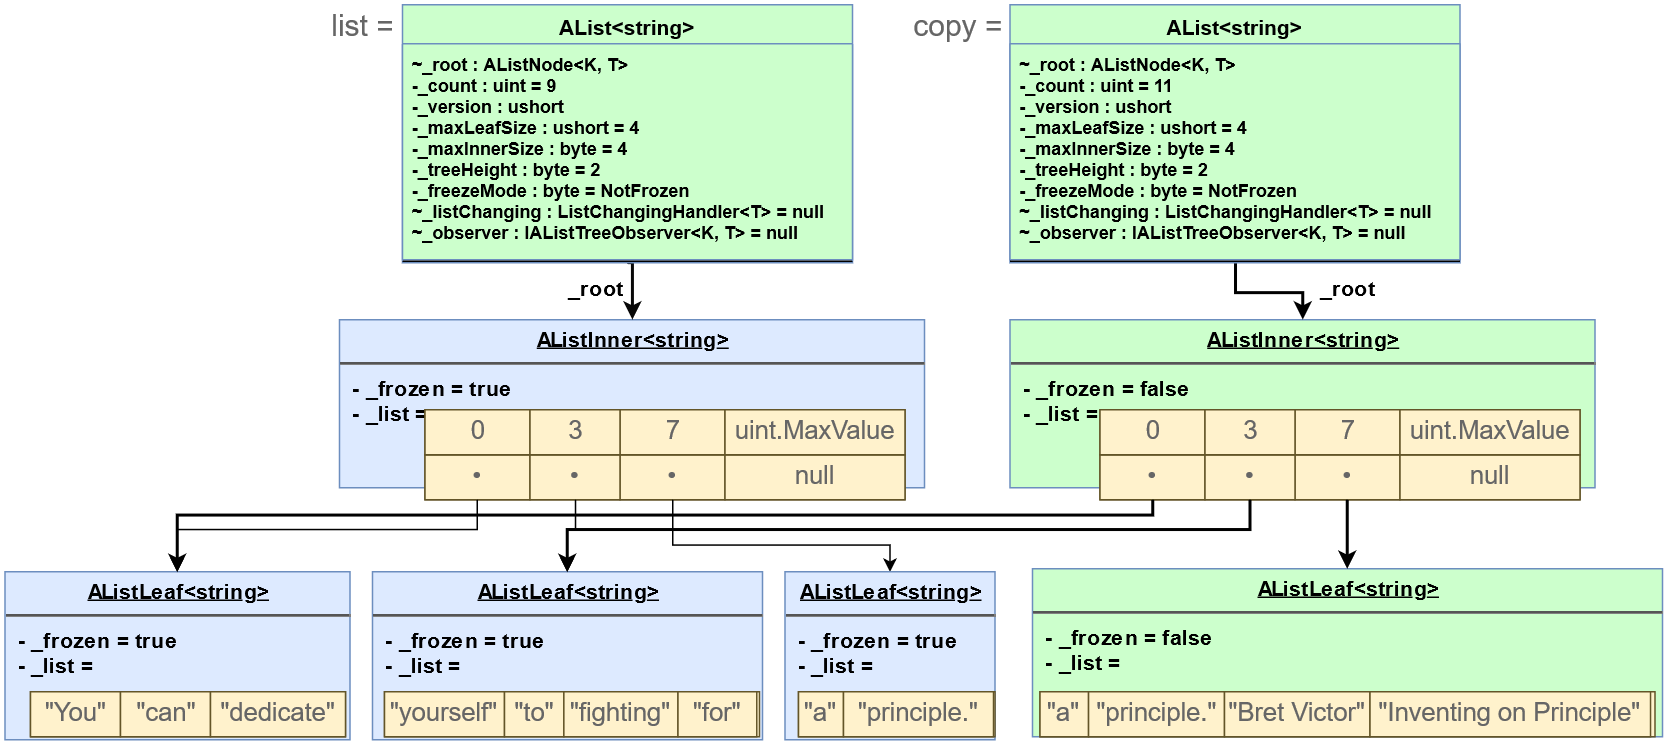 list =
AList<string>
~_root : AListNode<K, T>
-_count : uint = 9
-_version : ushort
-_maxLeafSize : ushort = 4
-_maxInnerSize : byte = 4
-_treeHeight : byte = 2
-_freezeMode : byte = NotFrozen
~_listChanging : ListChangingHandler<T> = null
~_observer : IAListTreeObserver<K, T> = null
copy =
AList<string>
~_root : AListNode<K, T>
-_count : uint = 11
-_version : ushort
-_maxLeafSize : ushort = 4
-_maxInnerSize : byte = 4
-_treeHeight : byte = 2
-_freezeMode : byte = NotFrozen
~_listChanging : ListChangingHandler<T> = null
~_observer : IAListTreeObserver<K, T> = null
_root
_root
AListInner<string>
- _frozen = true
- _list =
0 3 7 uint.MaxValue
• • • null
AListInner<string>
- _frozen = false
- _list =
0 3 7 uint.MaxValue
• • • null
AListLeaf<string>
- _frozen = true
- _list =
"You" "can" "dedicate"
AListLeaf<string>
- _frozen = true
- _list =
"yourself" "to" "fighting" "for"
AListLeaf<string>
- _frozen = true
- _list =
"a" "principle."
AListLeaf<string>
- _frozen = false
- _list =
"a" "principle." "Bret Victor" "Inventing on Principle"